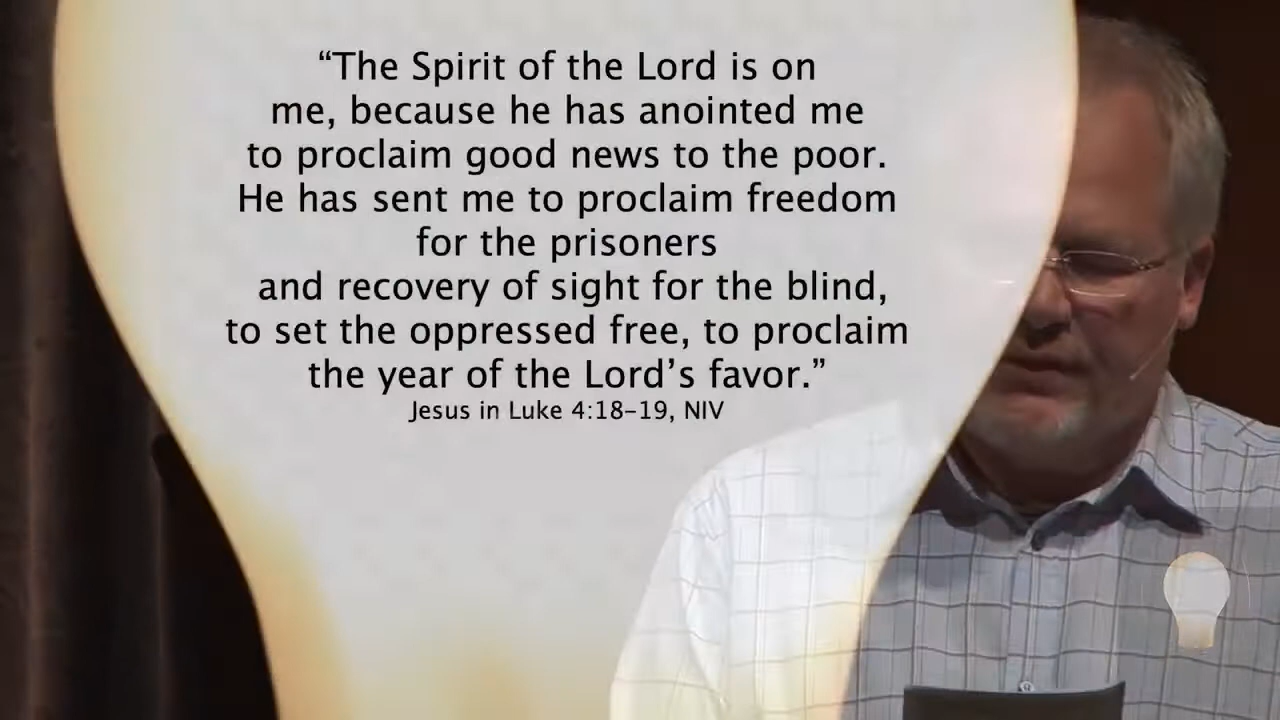 “The Spirit of the Lord is on
me, because he has anointed me
to proclaim good news to the poor.
He has sent me to proclaim freedom
for the prisoners
and recovery of sight for the blind,
to set the oppressed free, to proclaim
the year of the Lord’s favor.”
Jesus in Luke 4:18–19, NIV